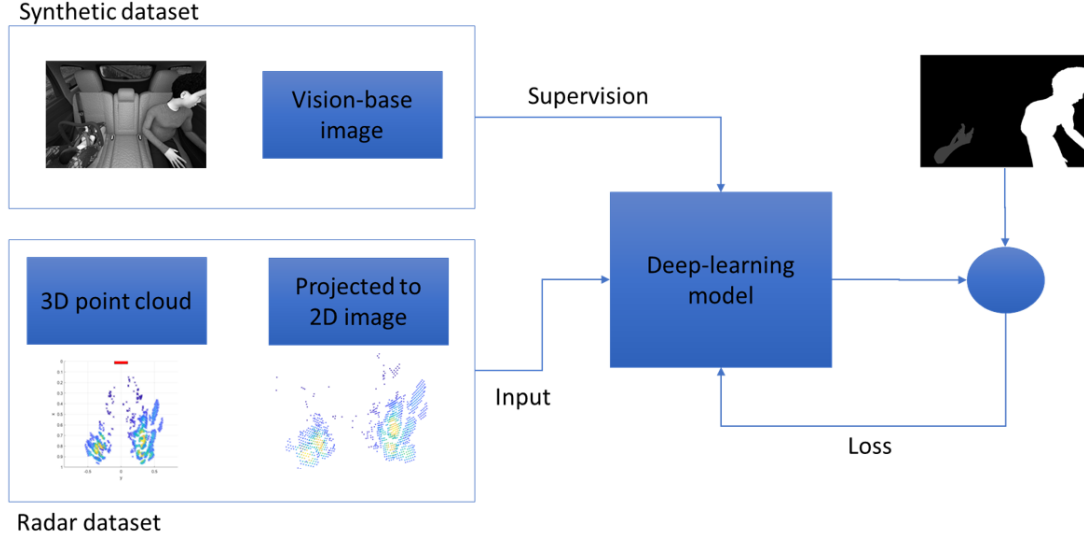 Synthetic dataset
Vision-base
image
Supervision
Deep-learning
model
3D point cloud
Projected to
2D image
Input
Loss
Radar dataset